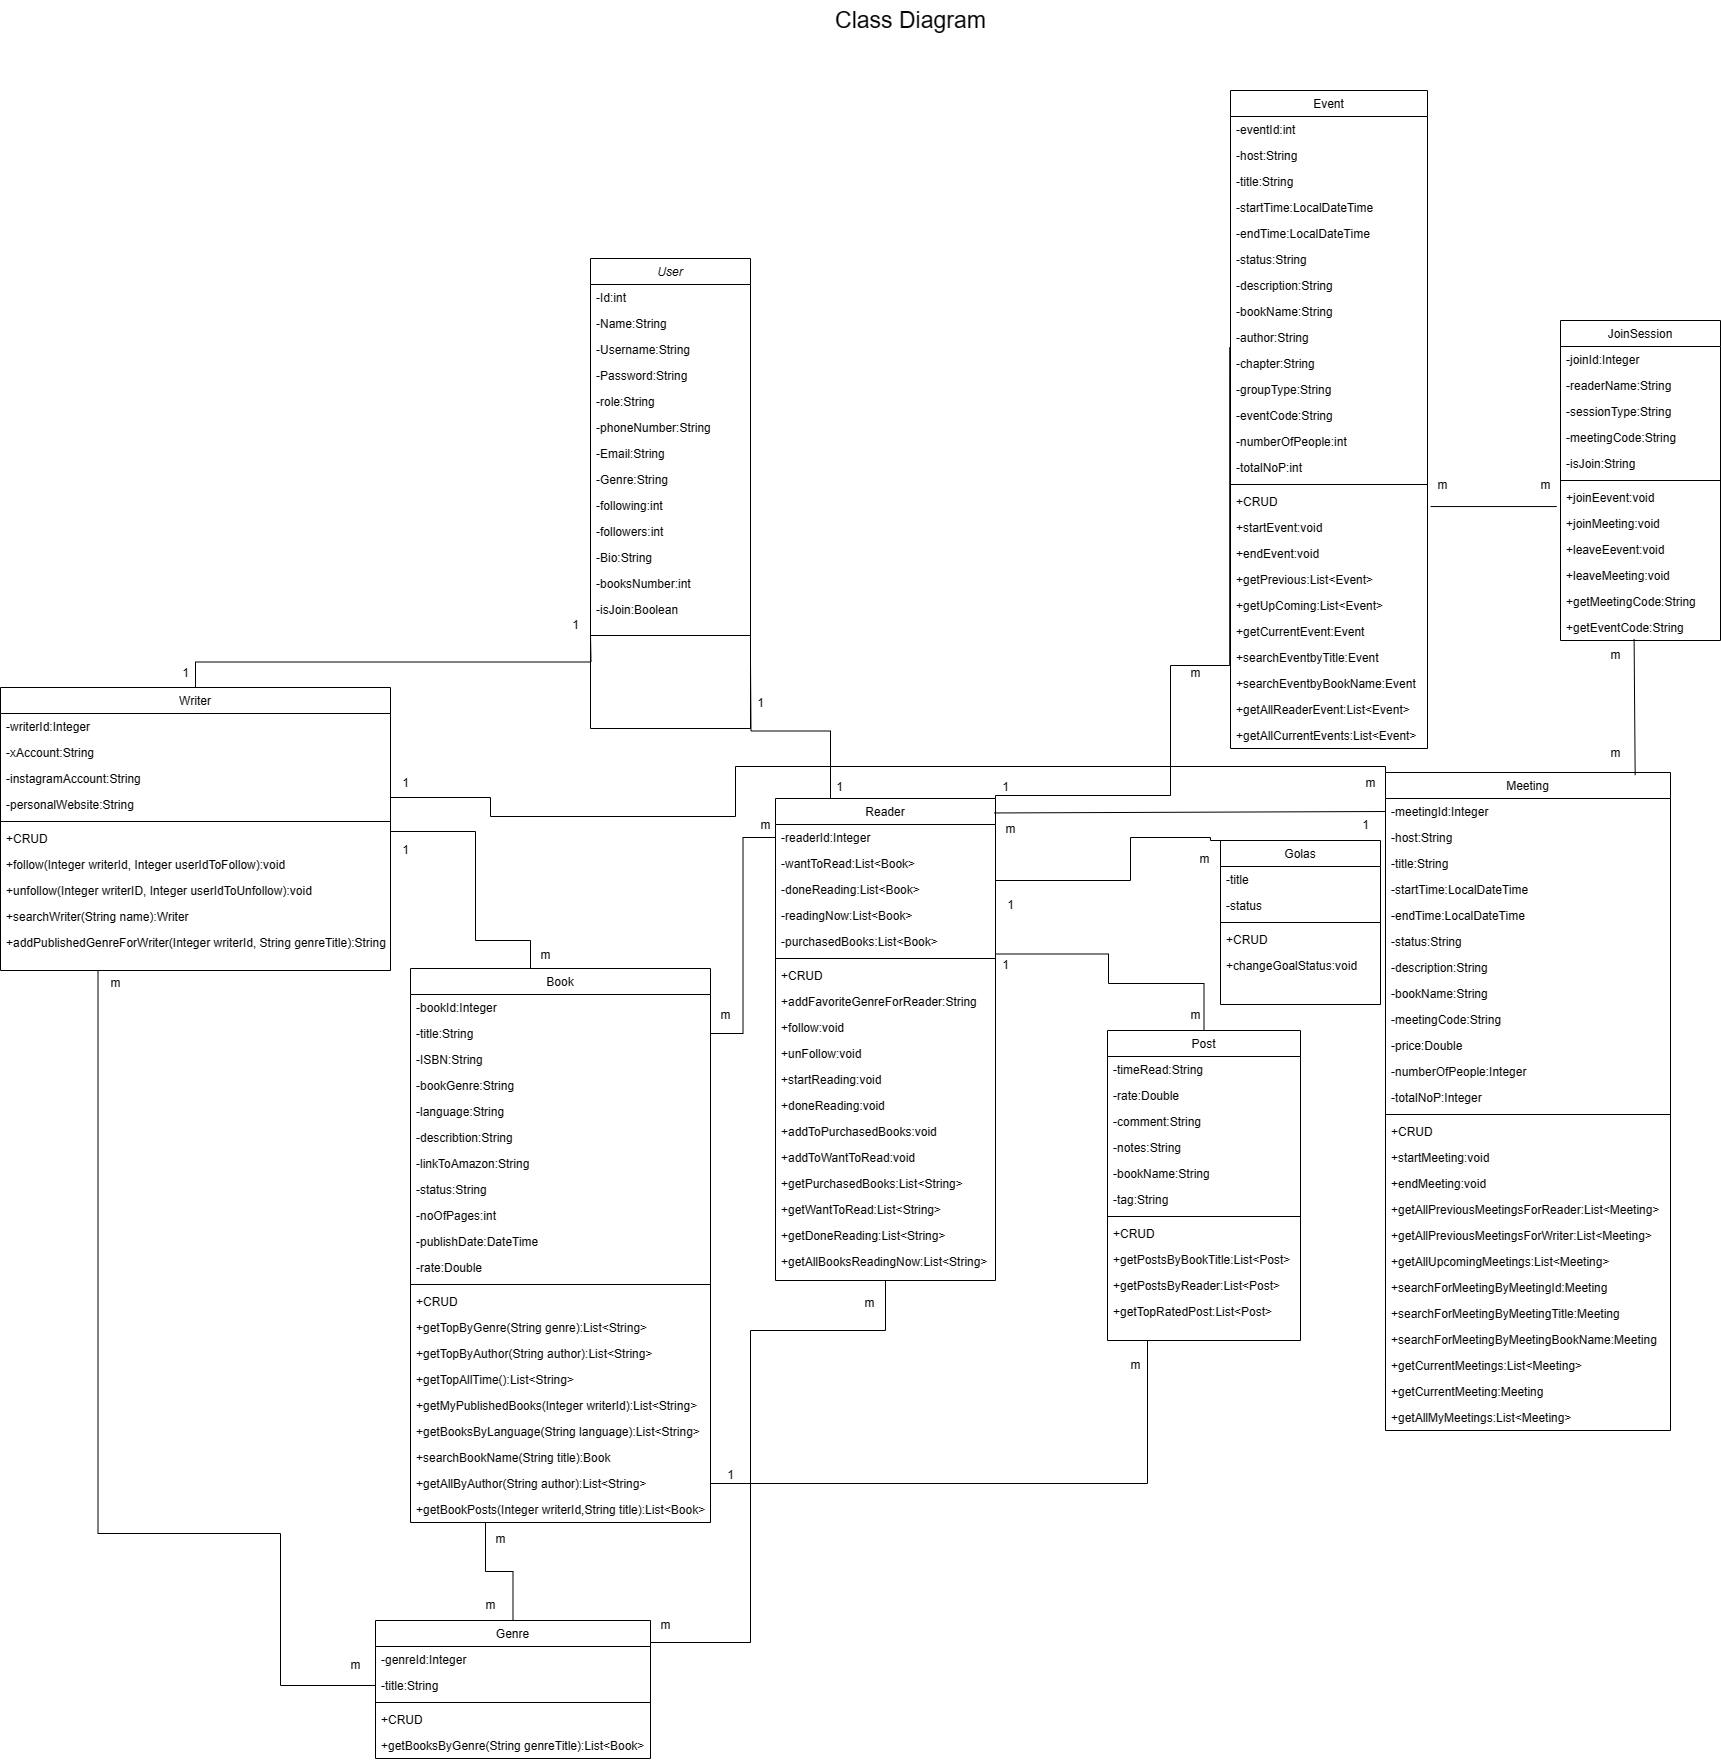 Class Diagram
Event
-eventId:int
-host:String
-title:String
-startTime:LocalDateTime
-endTime:LocalDateTime
-status:String
-description:String
-bookName:String
-author:String
-chapter:String
-groupType:String
-eventCode:String
-numberOfPeople:int
-totalNoP:int
+CRUD
+startEvent:void
+endEvent:void
+getPrevious:List<Event>
+getUpComing:List<Event>
+getCurrentEvent:Event
+searchEventbyTitle:Event
+searchEventbyBookName:Event
+getAllReaderEvent:List<Event>
+getAllCurrentEvents:List<Event>
m
m
m
JoinSession
-joinId:Integer
-readerName:String
-sessionType:String
-meetingCode:String
-isJoin:String
+joinEevent:void
+joinMeeting:void
+leaveEevent:void
+leaveMeeting:void
+getMeetingCode:String
+getEventCode:String
m
m
User
-Id:int
-Name:String
-Username:String
-Password:String
-role:String
-phoneNumber:String
-Email:String
-Genre:String
-following:int
-followers:int
-Bio:String
-booksNumber:int
-isJoin:Boolean
1
1
1
1
Writer
-writerId:Integer
-xAccount:String
-instagramAccount:String
-personalWebsite:String
+CRUD
+follow(Integer writerId, Integer userIdToFollow):void
+unfollow(Integer writerID, Integer userIdToUnfollow):void
+searchWriter(String name):Writer
+addPublishedGenreForWriter(Integer writerId, String genreTitle):String
1
1
m
m
Reader
-readerId:Integer
-wantToRead:List<Book>
-doneReading:List<Book>
-readingNow:List<Book>
-purchasedBooks:List<Book>
+CRUD
+addFavoriteGenreForReader:String
+follow:void
+unFollow:void
+startReading:void
+doneReading:void
+addToPurchasedBooks:void
+addToWantToRead:void
+getPurchasedBooks:List<String>
+getWantToRead:List<String>
+getDoneReading:List<String>
+getAllBooksReadingNow:List<String>
m
1
m
1
1
m
m
1
m
Golas
-title
-status
+CRUD
+changeGoalStatus:void
Meeting
-meetingId:Integer
-host:String
-title:String
-startTime:LocalDateTime
-endTime:LocalDateTime
-status:String
-description:String
-bookName:String
-meetingCode:String
-price:Double
-numberOfPeople:Integer
-totalNoP:Integer
+CRUD
+startMeeting:void
+endMeeting:void
+getAllPreviousMeetingsForReader:List<Meeting>
+getAllPreviousMeetingsForWriter:List<Meeting>
+getAllUpcomingMeetings:List<Meeting>
+searchForMeetingByMeetingId:Meeting
+searchForMeetingByMeetingTitle:Meeting
+searchForMeetingByMeetingBookName:Meeting
+getCurrentMeetings:List<Meeting>
+getCurrentMeeting:Meeting
+getAllMyMeetings:List<Meeting>
Book
-bookId:Integer
-title:String
-ISBN:String
-bookGenre:String
-language:String
-describtion:String
-linkToAmazon:String
-status:String
-noOfPages:int
-publishDate:DateTime
-rate:Double
+CRUD
+getTopByGenre(String genre):List<String>
+getTopByAuthor(String author):List<String>
+getTopAllTime():List<String>
+getMyPublishedBooks(Integer writerId):List<String>
+getBooksByLanguage(String language):List<String>
+searchBookName(String title):Book
+getAllByAuthor(String author):List<String>
+getBookPosts(Integer writerId,String title):List<Book>
m
m
Post
-timeRead:String
-rate:Double
-comment:String
-notes:String
-bookName:String
-tag:String
+CRUD
+getPostsByBookTitle:List<Post>
+getPostsByReader:List<Post>
+getTopRatedPost:List<Post>
m
m
1
m
m
m
m
Genre
-genreId:Integer
-title:String
+CRUD
+getBooksByGenre(String genreTitle):List<Book>